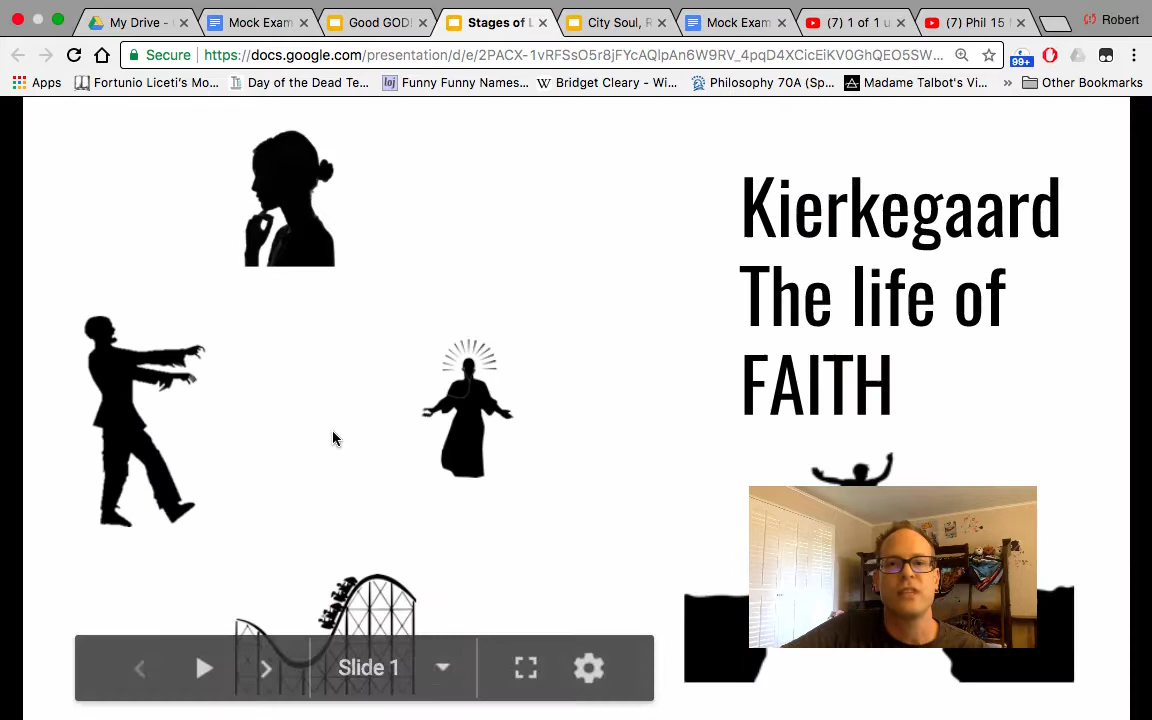 My Drive -
Mock Exam
Good GOD!
Stages of L
City Soul, R
Mock Exam
(7) 1 of 1 u
(7) Phil 15
Robert
Secure
https://docs.google.com/presentation/d/e/2PACX-1vRFSsO5r8jFYcAQlpAn6W9RV_4pqD4XCicEiKV0GhQEO5SW...
99+
Apps
Fortunio Liceti's Mo...
Day of the Dead Te...
loj
Funny Funny Names...
W
Bridget Cleary - Wi...
Philosophy 70A (Sp...
Madame Talbot's Vi...
»
Other Bookmarks
Kierkegaard
The life of
FAITH
Slide 1